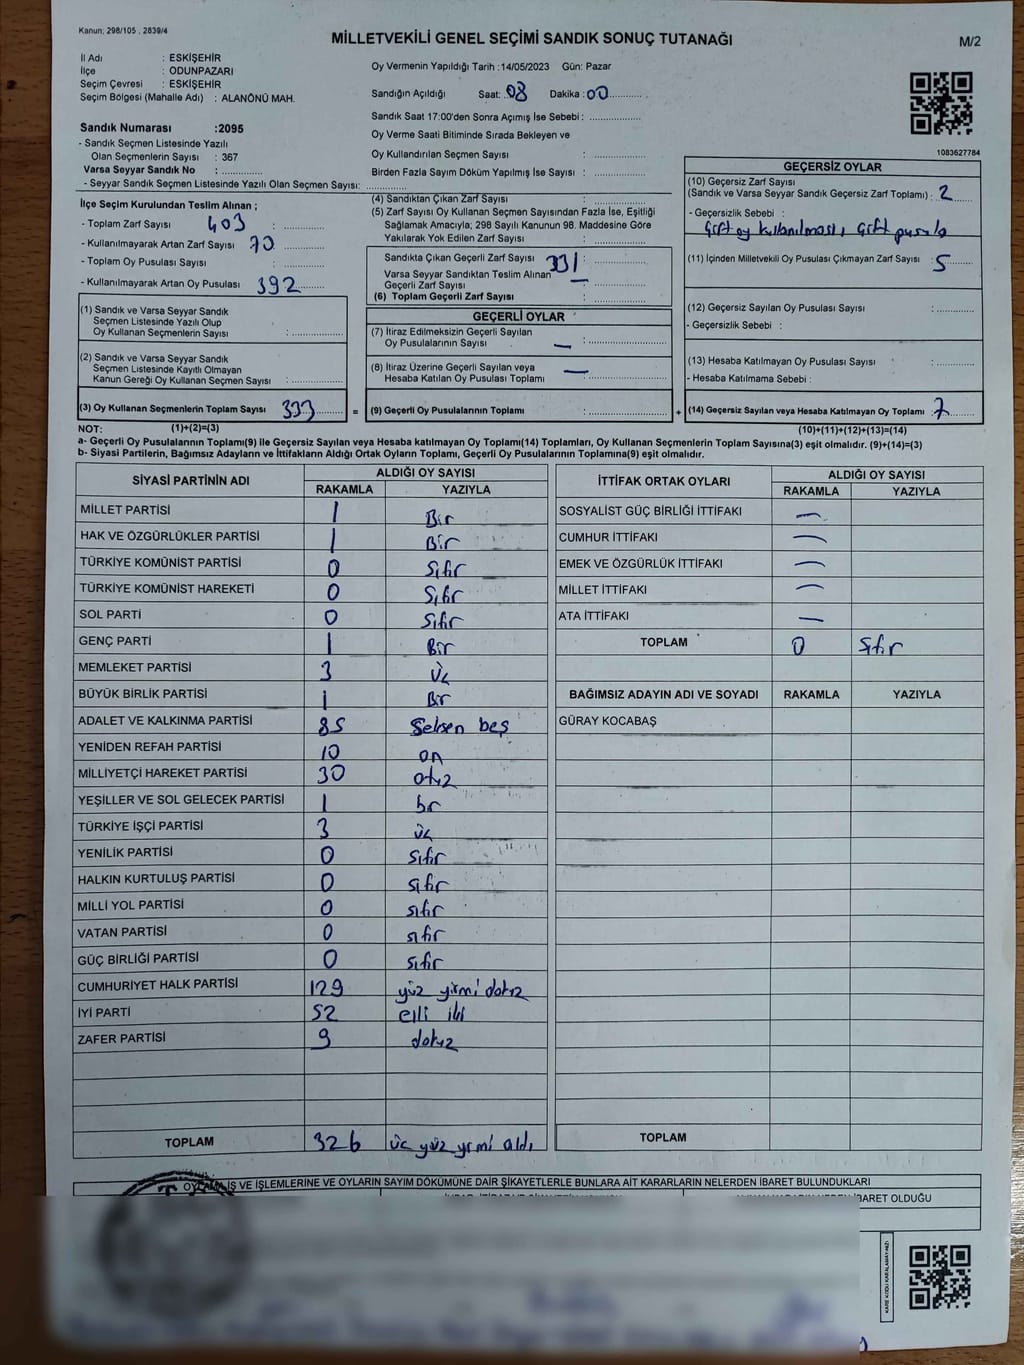 Kanun; 298/105 , 2839/4
MİLLETVEKİLİ GENEL SEÇİMİ SANDIK SONUÇ TUTANAĞI
M/2
İl Adı : ESKİŞEHİR
İlçe : ODUNPAZARI
Seçim Çevresi : ESKİŞEHİR
Seçim Bölgesi (Mahalle Adı) : ALANÖNÜ MAH.
Oy Vermenin Yapıldığı Tarih :14/05/2023 Gün: Pazar
Sandığın Açıldığı Saat: 08 Dakika : 00
Sandık Saat 17:00'den Sonra Açımış İse Sebebi :
Oy Verme Saati Bitiminde Sırada Bekleyen ve
Oy Kullandırılan Seçmen Sayısı :
Birden Fazla Sayım Döküm Yapılmış İse Sayısı :
Sandık Numarası :2095
- Sandık Seçmen Listesinde Yazılı
Olan Seçmenlerin Sayısı : 367
Varsa Seyyar Sandık No :
- Seyyar Sandık Seçmen Listesinde Yazılı Olan Seçmen Sayısı:
1083627784
İlçe Seçim Kurulundan Teslim Alınan ;
- Toplam Zarf Sayısı 403 :
- Kullanılmayarak Artan Zarf Sayısı 70 :
- Toplam Oy Pusulası Sayısı :
- Kullanılmayarak Artan Oy Pusulası 392 :
(1) Sandık ve Varsa Seyyar Sandık
Seçmen Listesinde Yazılı Olup
Oy Kullanan Seçmenlerin Sayısı :
(2) Sandık ve Varsa Seyyar Sandık
Seçmen Listesinde Kayıtlı Olmayan
Kanun Gereği Oy Kullanan Seçmen Sayısı :
(3) Oy Kullanan Seçmenlerin Toplam Sayısı 333
(4) Sandıktan Çıkan Zarf Sayısı :
(5) Zarf Sayısı Oy Kullanan Seçmen Sayısından Fazla İse, Eşitliği
Sağlamak Amacıyla; 298 Sayılı Kanunun 98. Maddesine Göre
Yakılarak Yok Edilen Zarf Sayısı :
Sandıkta Çıkan Geçerli Zarf Sayısı 331 :
Varsa Seyyar Sandıktan Teslim Alınan
Geçerli Zarf Sayısı — :
(6) Toplam Geçerli Zarf Sayısı :
GEÇERLİ OYLAR
(7) İtiraz Edilmeksizin Geçerli Sayılan
Oy Pusulalarının Sayısı — :
(8) İtiraz Üzerine Geçerli Sayılan veya
Hesaba Katılan Oy Pusulası Toplamı — :
= (9) Geçerli Oy Pusulalarının Toplamı :
GEÇERSİZ OYLAR
(10) Geçersiz Zarf Sayısı
(Sandık ve Varsa Seyyar Sandık Geçersiz Zarf Toplamı) : 2
- Geçersizlik Sebebi :
Çift oy kullanılması, Çift pusula
(11) İçinden Milletvekili Oy Pusulası Çıkmayan Zarf Sayısı : 5
(12) Geçersiz Sayılan Oy Pusulası Sayısı :
- Geçersizlik Sebebi :
(13) Hesaba Katılmayan Oy Pusulası Sayısı :
- Hesaba Katılmama Sebebi :
+ (14) Geçersiz Sayılan veya Hesaba Katılmayan Oy Toplamı : 7
NOT: (1)+(2)=(3) (10)+(11)+(12)+(13)=(14)
a- Geçerli Oy Pusulalarının Toplam(9) ile Geçersiz Sayılan veya Hesaba katılmayan Oy Toplamı(14) Toplamları, Oy Kullanan Seçmenlerin Toplam Sayısına(3) eşit olmalıdır. (9)+(14)=(3)
b- Siyasi Partilerin, Bağımsız Adayların ve İttifakların Aldığı Oyların Toplamı, Geçerli Oy Pusulalarının Toplamına(9) eşit olmalıdır.
SİYASİ PARTİNİN ADI ALDIĞI OY SAYISI
RAKAMLA YAZIYLA
MİLLET PARTİSİ 1 Bir
HAK VE ÖZGÜRLÜKLER PARTİSİ 1 Bir
TÜRKİYE KOMÜNİST PARTİSİ 0 Sıfır
TÜRKİYE KOMÜNİST HAREKETİ 0 Sıfır
SOL PARTİ 0 Sıfır
GENÇ PARTİ 1 Bir
MEMLEKET PARTİSİ 3 Üç
BÜYÜK BİRLİK PARTİSİ 1 Bir
ADALET VE KALKINMA PARTİSİ 85 Seksen beş
YENİDEN REFAH PARTİSİ 10 on
MİLLİYETÇİ HAREKET PARTİSİ 30 otuz
YEŞİLLER VE SOL GELECEK PARTİSİ 1 bir
TÜRKİYE İŞÇİ PARTİSİ 3 üç
YENİLİK PARTİSİ 0 sıfır
HALKIN KURTULUŞ PARTİSİ 0 sıfır
MİLLİ YOL PARTİSİ 0 sıfır
VATAN PARTİSİ 0 sıfır
GÜÇ BİRLİĞİ PARTİSİ 0 sıfır
CUMHURİYET HALK PARTİSİ 129 yüz yirmi dokuz
İYİ PARTİ 52 elli iki
ZAFER PARTİSİ 9 dokuz
TOPLAM 326 üç yüz yirmi altı
İTTİFAK ORTAK OYLARI ALDIĞI OY SAYISI
RAKAMLA YAZIYLA
SOSYALİST GÜÇ BİRLİĞİ İTTİFAKI —
CUMHUR İTTİFAKI —
EMEK VE ÖZGÜRLÜK İTTİFAKI —
MİLLET İTTİFAKI —
ATA İTTİFAKI —
TOPLAM 0 Sıfır
BAĞIMSIZ ADAYIN ADI VE SOYADI RAKAMLA YAZIYLA
GÜRAY KOCABAŞ
TOPLAM
İŞ VE İŞLEMLERİNE VE OYLARIN SAYIM DÖKÜMÜNE DAİR ŞİKAYETLERLE BUNLARA AİT KARARLARIN NELERDEN İBARET BULUNDUKLARI
İBARET OLDUĞU
KARE KODU KARALAMAYINIZ!